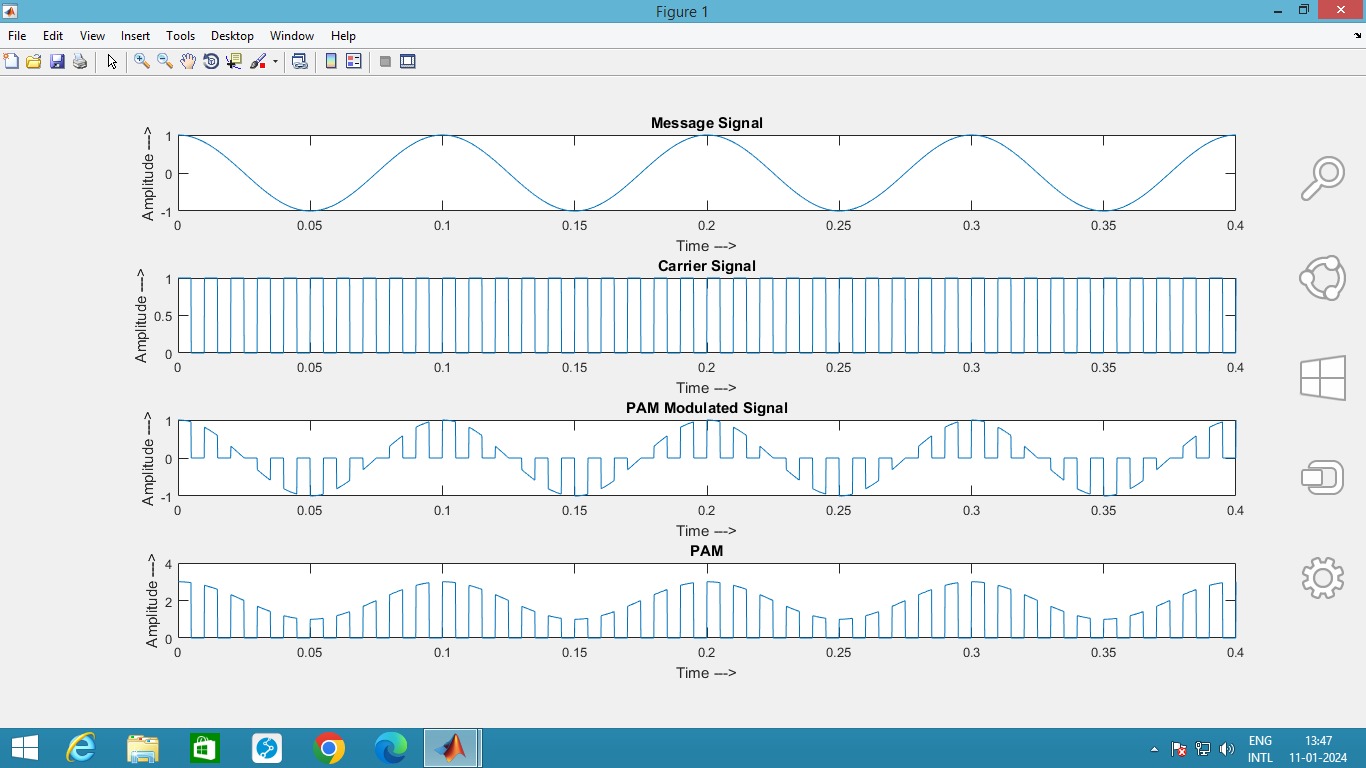 Figure 1
File Edit View Insert Tools Desktop Window Help
Message Signal
Amplitude --->
1
0
-1
0 0.05 0.1 0.15 0.2 0.25 0.3 0.35 0.4
Time --->
Carrier Signal
Amplitude --->
1
0.5
0
0 0.05 0.1 0.15 0.2 0.25 0.3 0.35 0.4
Time --->
PAM Modulated Signal
Amplitude --->
1
0
-1
0 0.05 0.1 0.15 0.2 0.25 0.3 0.35 0.4
Time --->
PAM
Amplitude --->
4
2
0
0 0.05 0.1 0.15 0.2 0.25 0.3 0.35 0.4
Time --->
ENG 13:47
INTL 11-01-2024